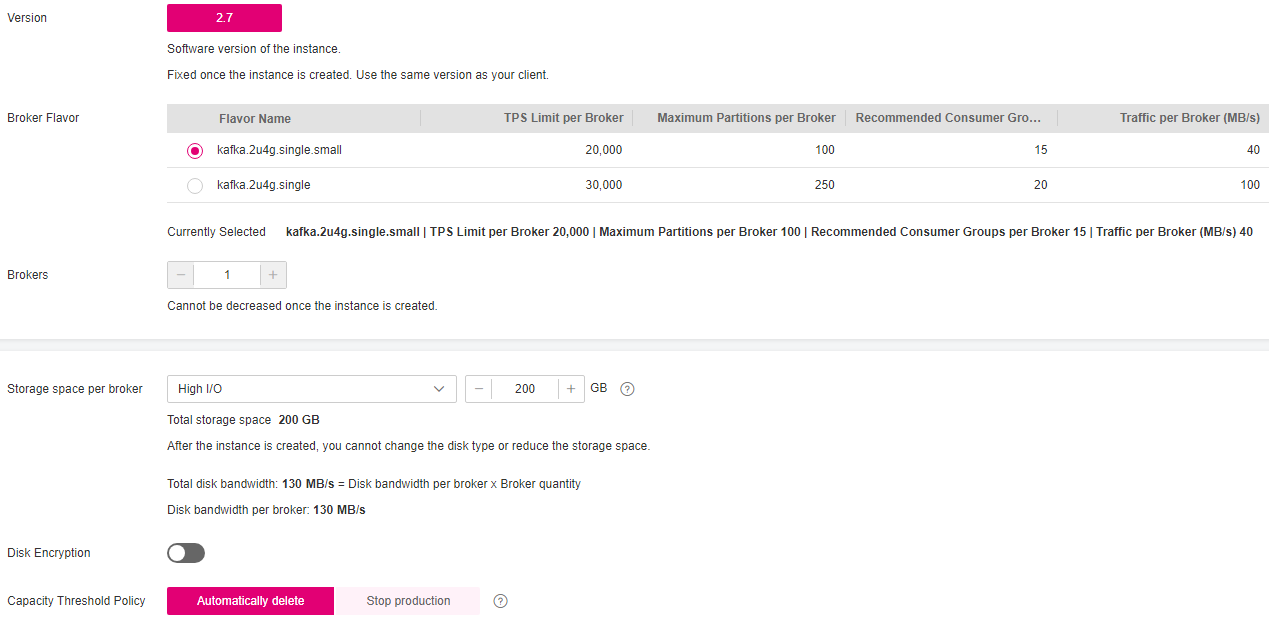 Version 2.7
Software version of the instance.
Fixed once the instance is created. Use the same version as your client.
Broker Flavor
Flavor Name TPS Limit per Broker Maximum Partitions per Broker Recommended Consumer Gro... Traffic per Broker (MB/s)
kafka.2u4g.single.small 20,000 100 15 40
kafka.2u4g.single 30,000 250 20 100
Currently Selected kafka.2u4g.single.small | TPS Limit per Broker 20,000 | Maximum Partitions per Broker 100 | Recommended Consumer Groups per Broker 15 | Traffic per Broker (MB/s) 40
Brokers − 1 +
Cannot be decreased once the instance is created.
Storage space per broker High I/O − 200 + GB ?
Total storage space 200 GB
After the instance is created, you cannot change the disk type or reduce the storage space.
Total disk bandwidth: 130 MB/s = Disk bandwidth per broker x Broker quantity
Disk bandwidth per broker: 130 MB/s
Disk Encryption
Capacity Threshold Policy Automatically delete Stop production ?